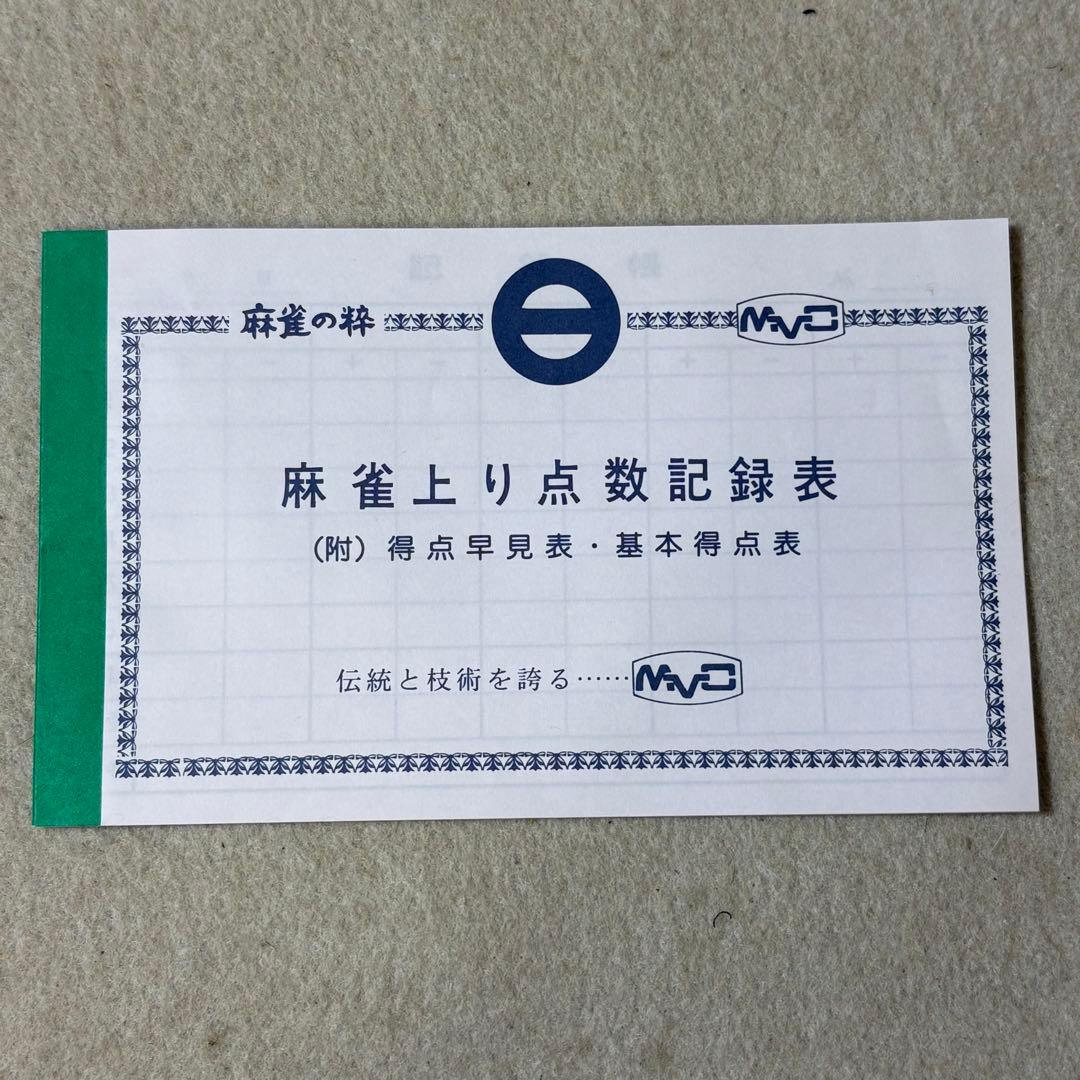 麻雀の粋
MVC
麻雀上り点数記録表
(附) 得点早見表・基本得点表
伝統と枝術を誇る……MVC